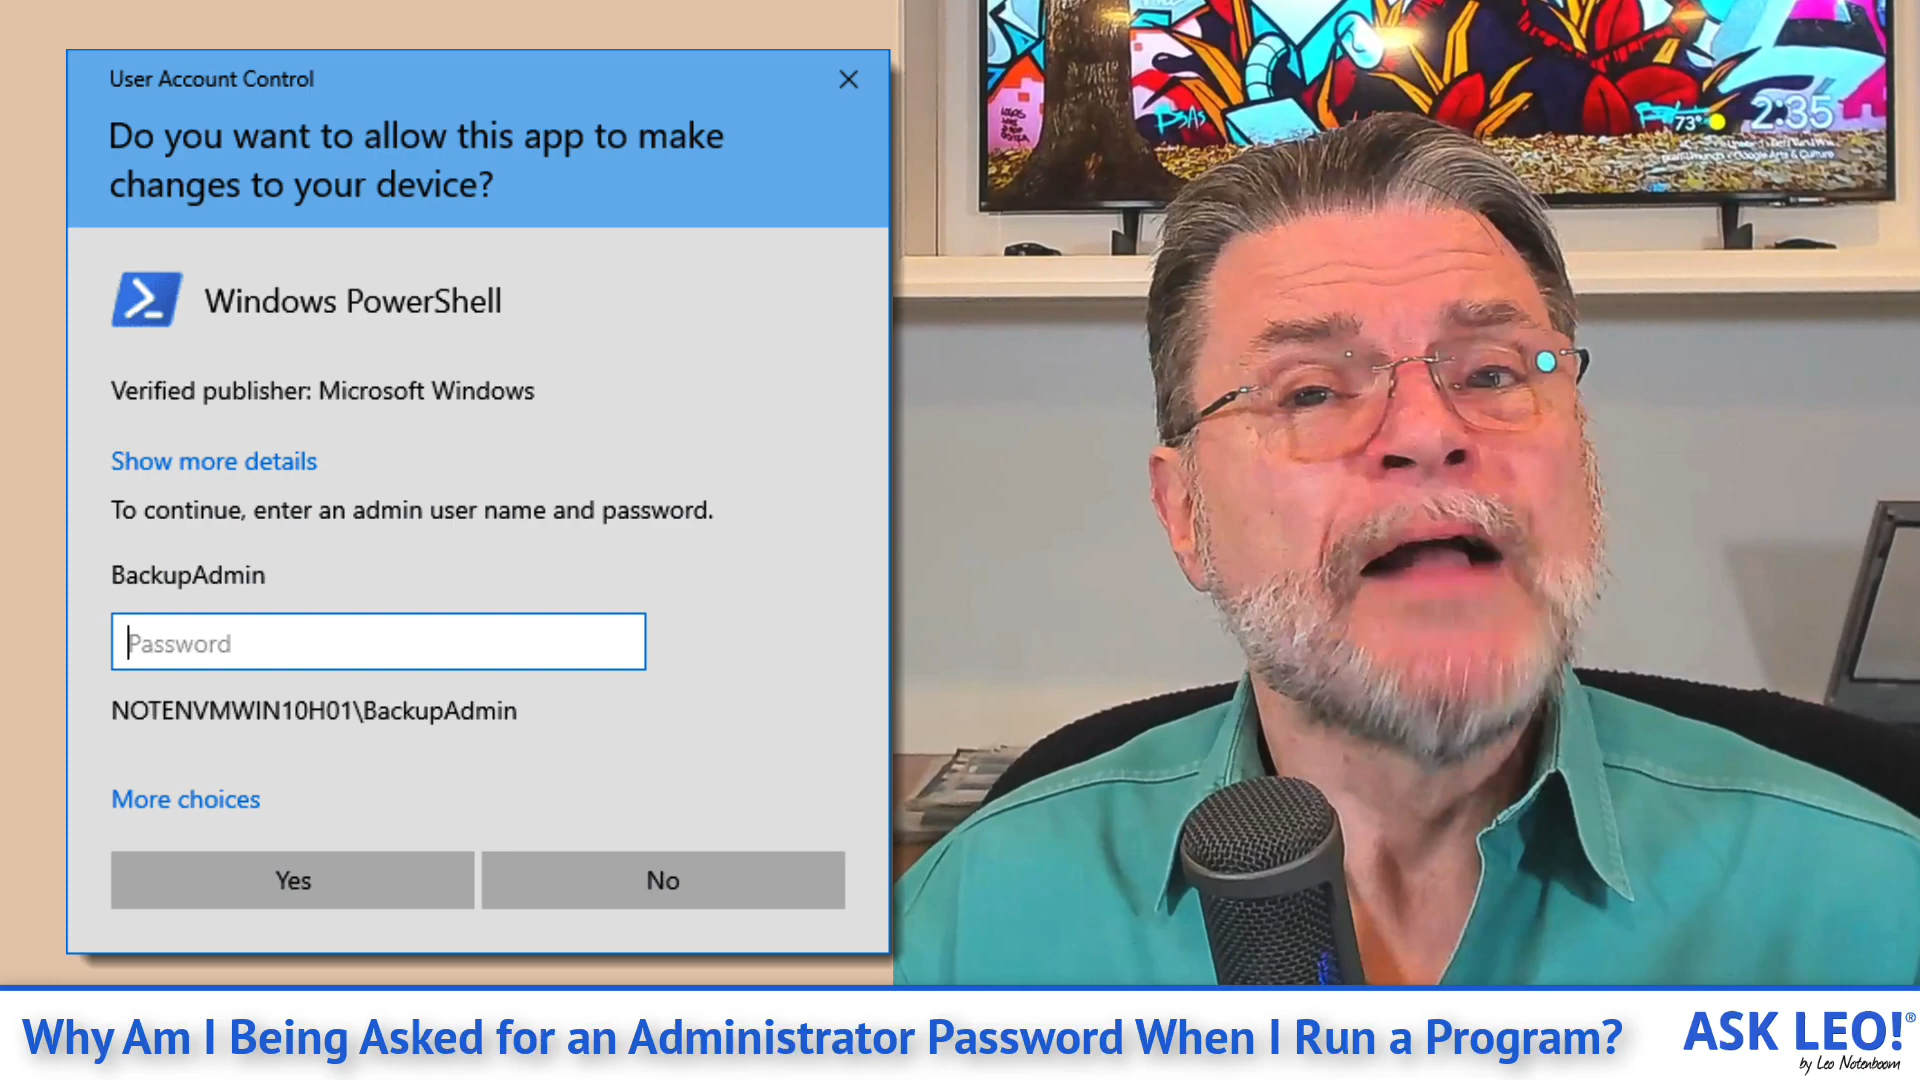 User Account Control
Do you want to allow this app to make
changes to your device?
Windows PowerShell
Verified publisher: Microsoft Windows
Show more details
To continue, enter an admin user name and password.
BackupAdmin
Password
NOTENVMWIN10H01\BackupAdmin
More choices
Yes
No
73°
2:35
Google Arts & Culture
Why Am I Being Asked for an Administrator Password When I Run a Program?
ASK LEO!®
by Leo Notenboom